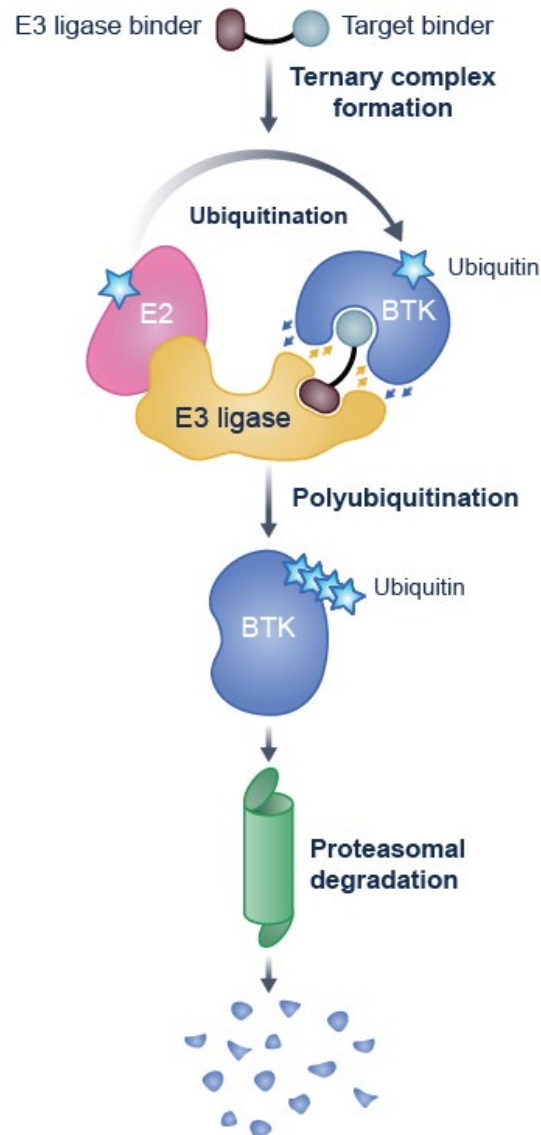 E3 ligase binder
Target binder
Ternary complex
formation
Ubiquitination
Ubiquitin
E2
BTK
E3 ligase
Polyubiquitination
Ubiquitin
BTK
Proteasomal
degradation